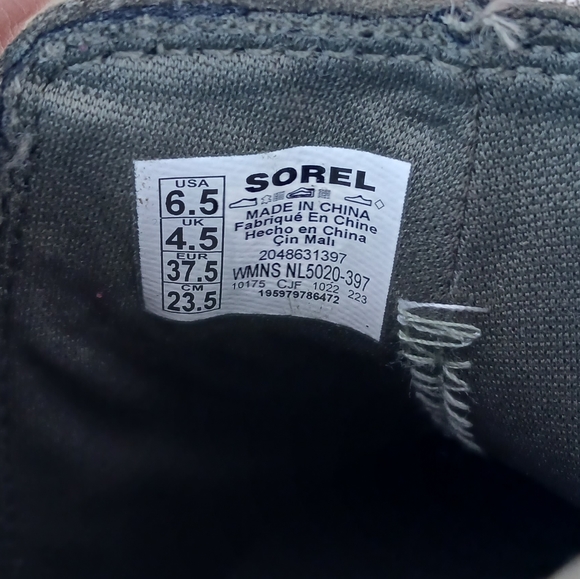 USA
6.5
UK
4.5
EUR
37.5
CM
23.5
SOREL
MADE IN CHINA
Fabriqué En Chine
Hecho en China
Çin Malı
2048631397
WMNS NL5020-397
10175 CJF 1022 223
195979786472